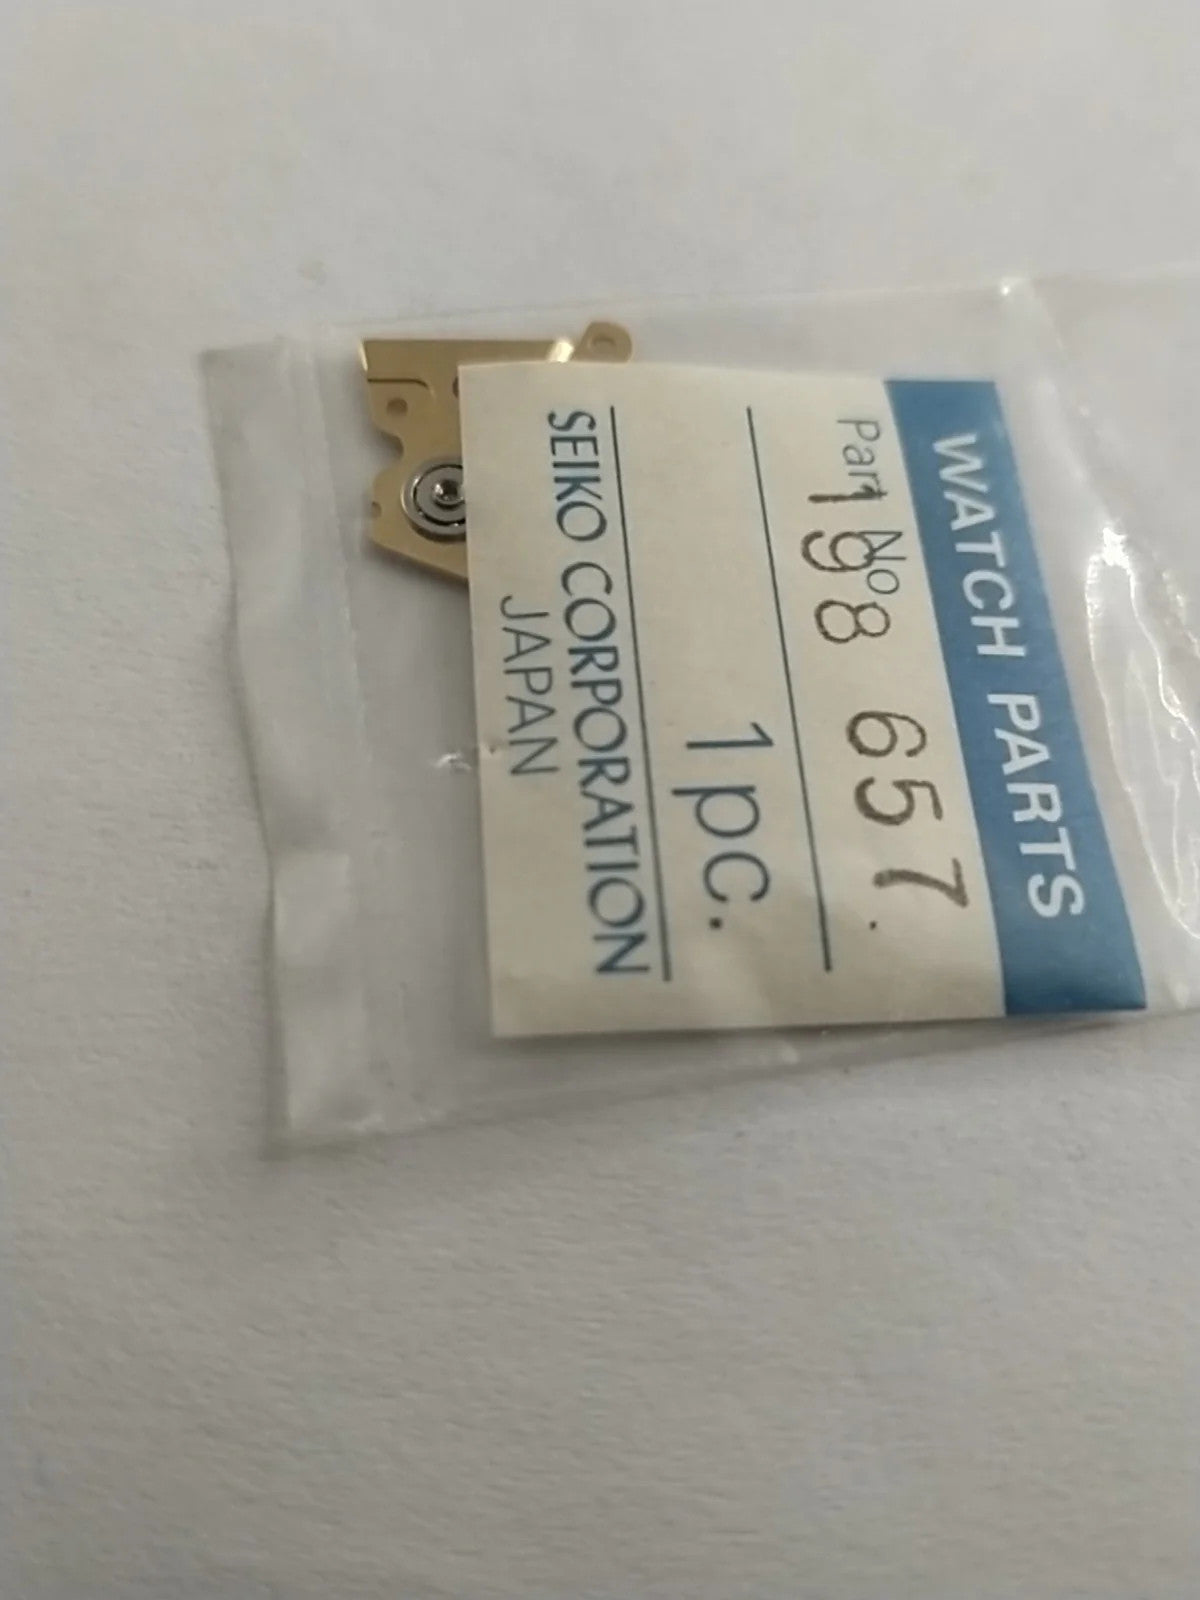 WATCH PARTS
Part No.
198 657.
1pc.
SEIKO CORPORATION
JAPAN